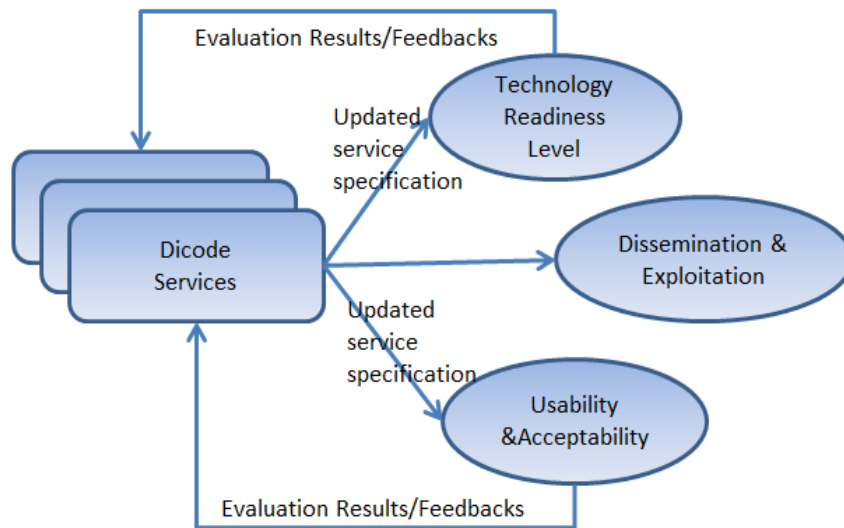 Evaluation Results/Feedbacks
Technology
Readiness
Level
Updated
service
specification
Dicode
Services
Dissemination &
Exploitation
Updated
service
specification
Usability
&Acceptability
Evaluation Results/Feedbacks